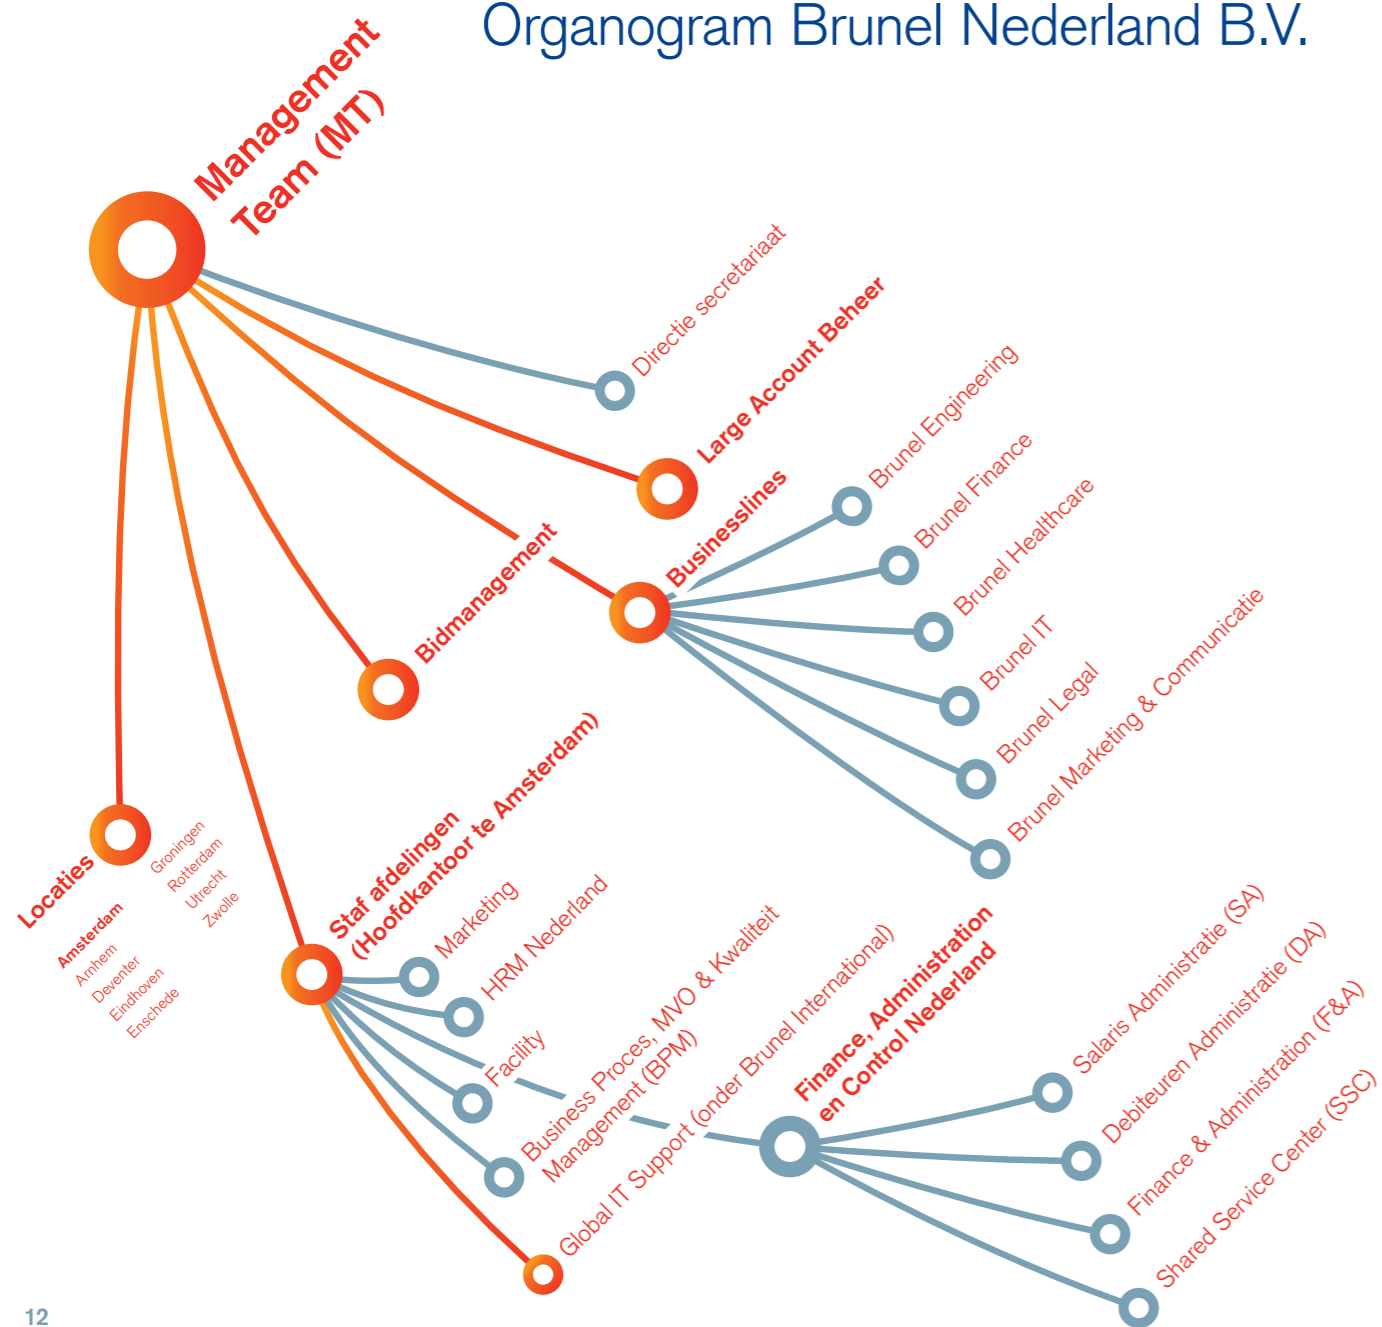 Organogram Brunel Nederland B.V.
Management
Team (MT)
Directie secretariaat
Large Account Beheer
Businesslines
Brunel Engineering
Brunel Finance
Brunel Healthcare
Brunel IT
Brunel Legal
Brunel Marketing & Communicatie
Bidmanagement
Staf afdelingen
(Hoofdkantoor te Amsterdam)
Marketing
HRM Nederland
Facility
Business Proces, MVO & Kwaliteit
Management (BPM)
Global IT Support (onder Brunel International)
Finance, Administration
en Control Nederland
Salaris Administratie (SA)
Debiteuren Administratie (DA)
Finance & Administration (F&A)
Shared Service Center (SSC)
Locaties
Amsterdam
Arnhem
Deventer
Eindhoven
Enschede
Groningen
Rotterdam
Utrecht
Zwolle
12